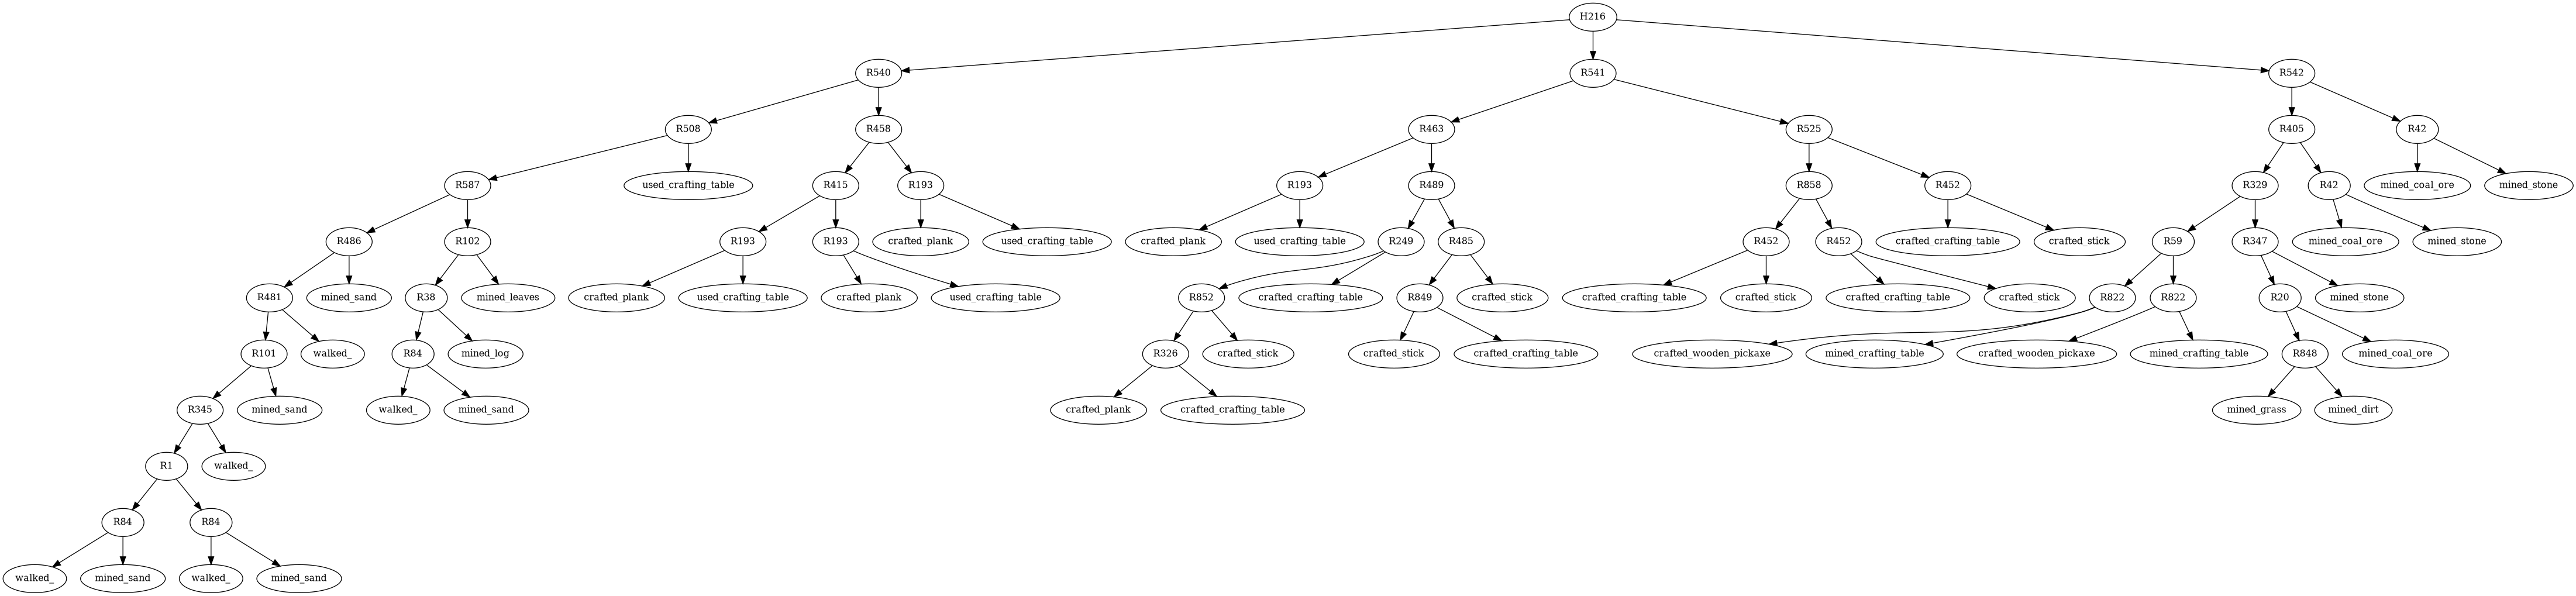 H216
R540 R541 R542
R508 R458 R463 R525 R405 R42
R587 used_crafting_table R415 R193 R193 R489 R858 R452 R329 R42 mined_coal_ore mined_stone
R486 R102 R193 R193 crafted_plank used_crafting_table crafted_plank used_crafting_table R249 R485 R452 R452 crafted_crafting_table crafted_stick R59 R347 mined_coal_ore mined_stone
R481 mined_sand R38 mined_leaves crafted_plank used_crafting_table crafted_plank used_crafting_table R852 crafted_crafting_table R849 crafted_stick crafted_crafting_table crafted_stick crafted_crafting_table crafted_stick R822 R822 R20 mined_stone
R101 walked_ R84 mined_log R326 crafted_stick crafted_stick crafted_crafting_table crafted_wooden_pickaxe mined_crafting_table crafted_wooden_pickaxe mined_crafting_table R848 mined_coal_ore
R345 mined_sand walked_ mined_sand crafted_plank crafted_crafting_table mined_grass mined_dirt
R1 walked_
R84 R84
walked_ mined_sand walked_ mined_sand